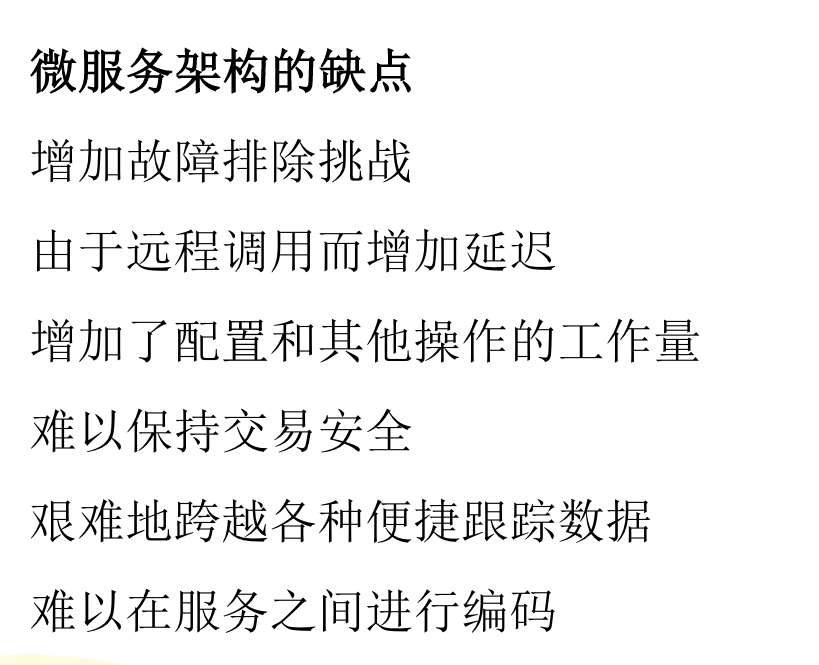 微服务架构的缺点
增加故障排除挑战
由于远程调用而增加延迟
增加了配置和其他操作的工作量
难以保持交易安全
艰难地跨越各种便捷跟踪数据
难以在服务之间进行编码